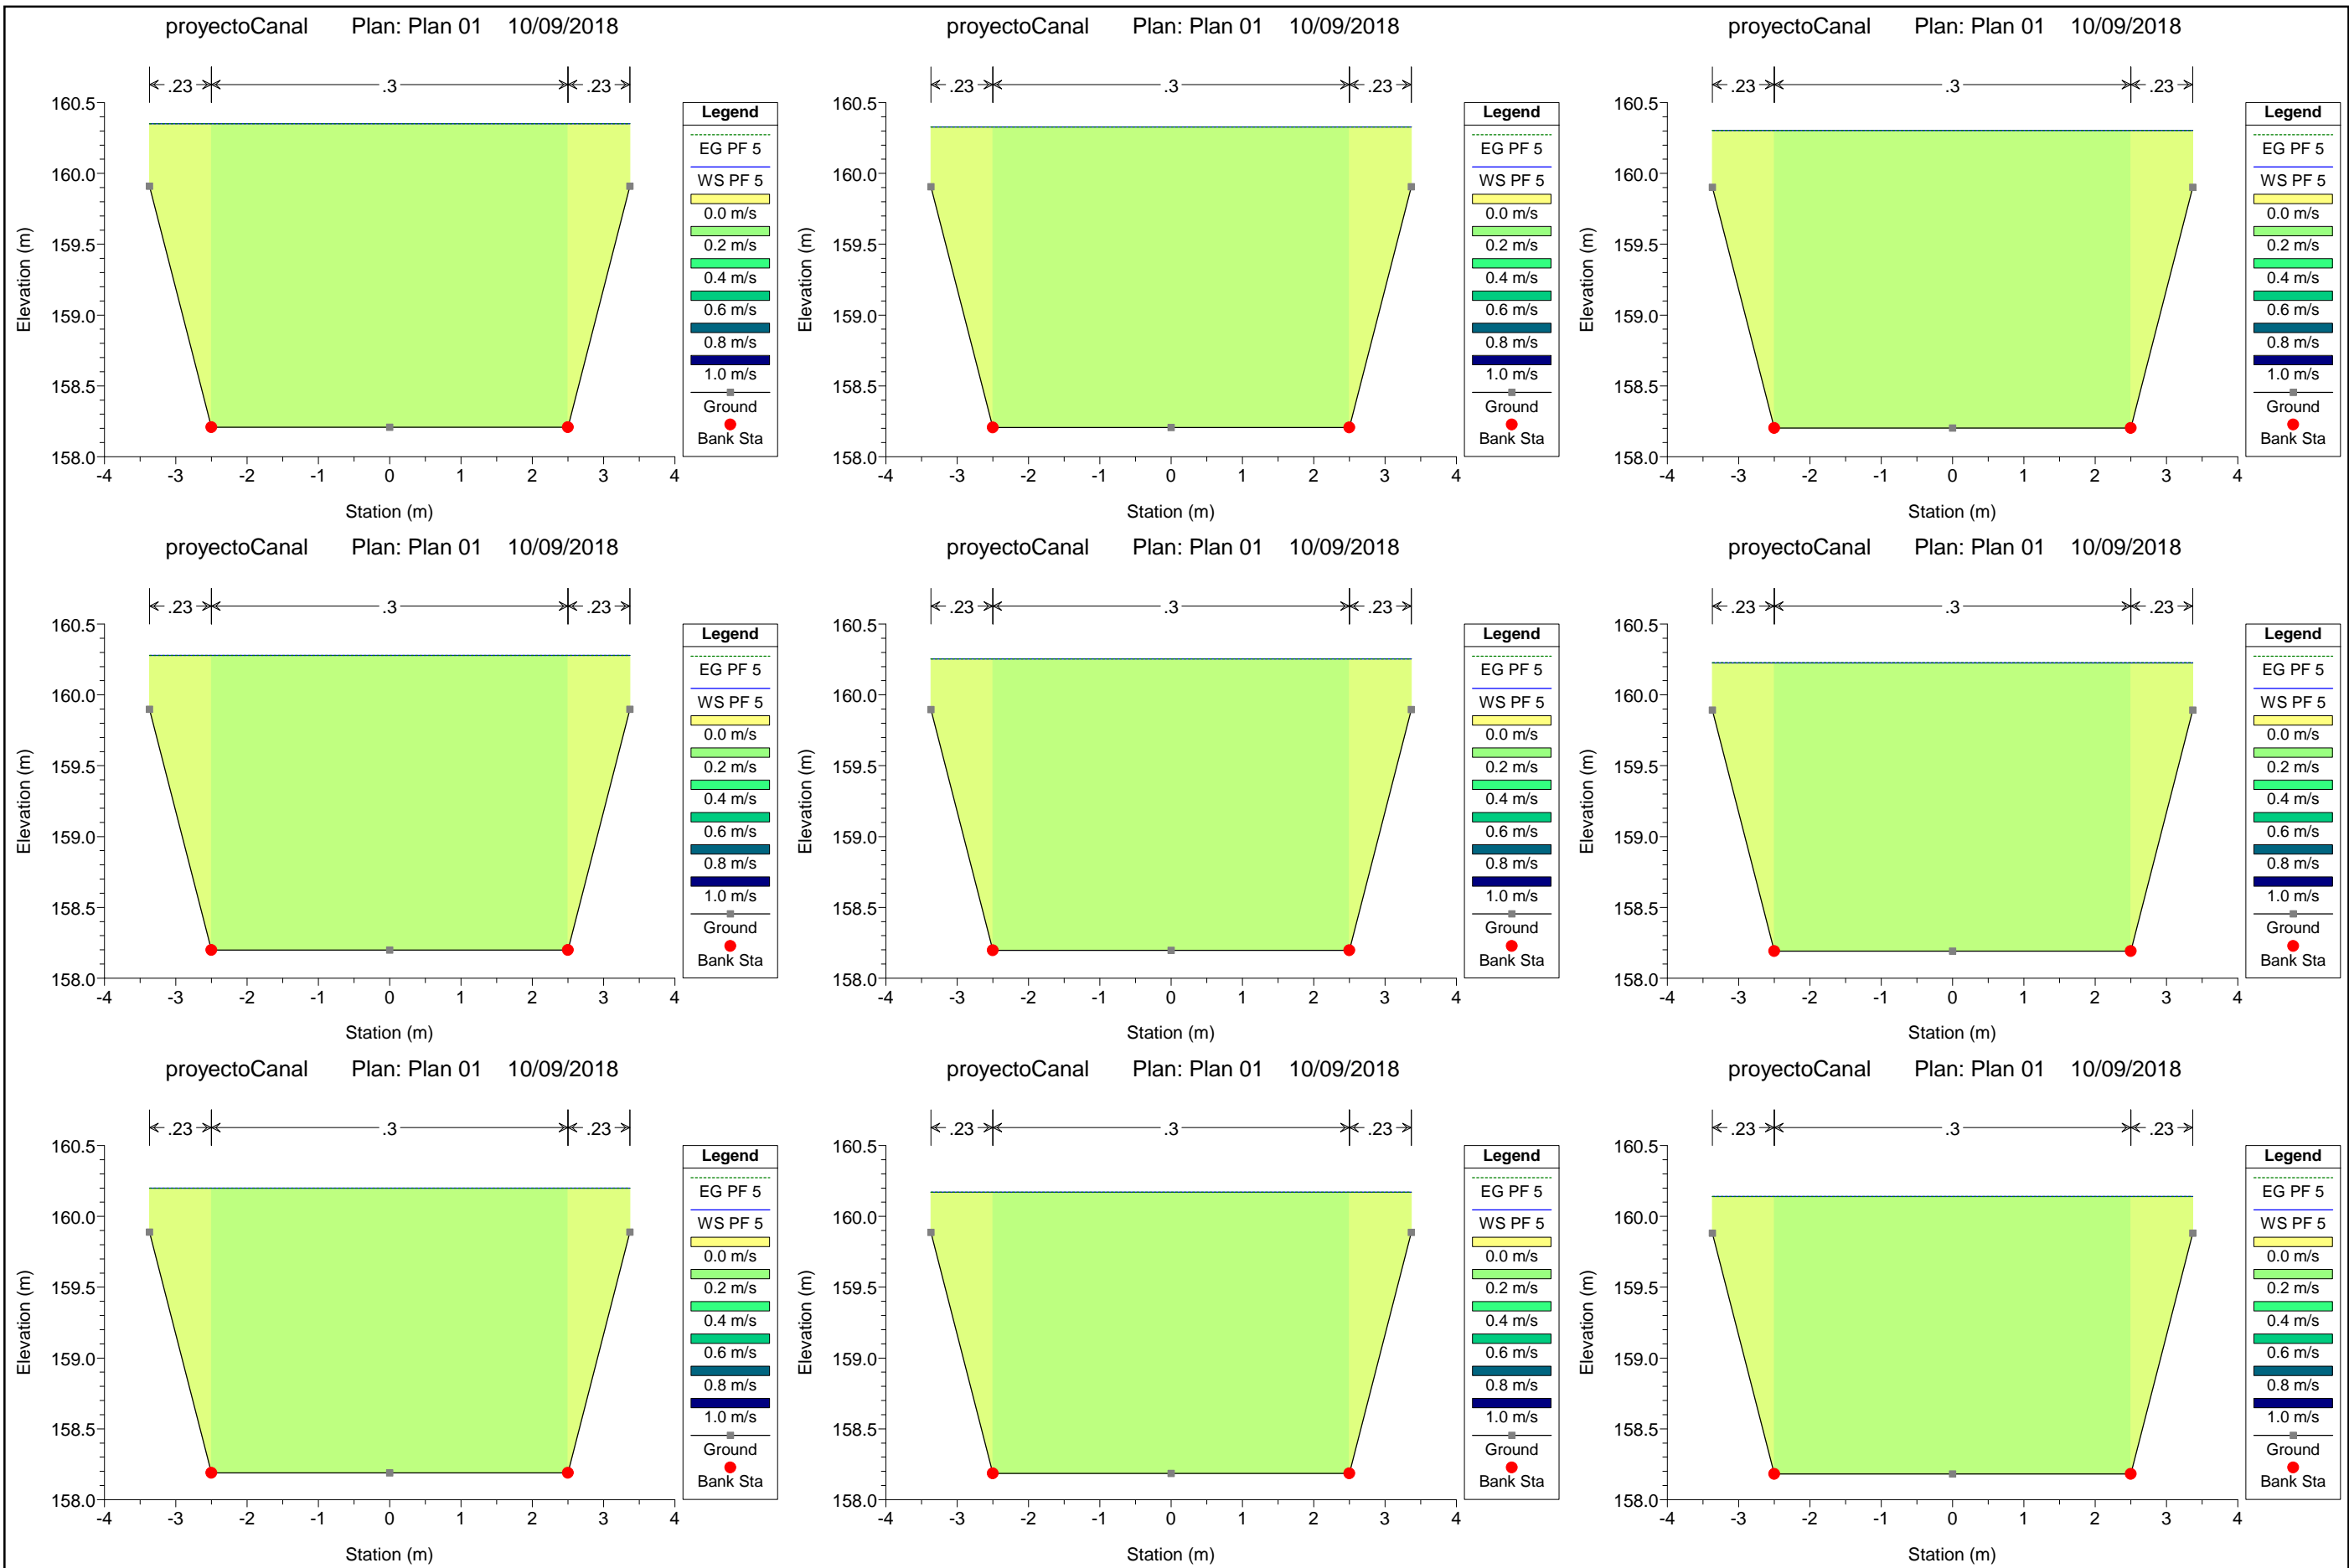 proyectoCanal Plan: Plan 01 10/09/2018
.23 .3 .23
Legend
EG PF 5
WS PF 5
0.0 m/s
0.2 m/s
0.4 m/s
0.6 m/s
0.8 m/s
1.0 m/s
Ground
Bank Sta
160.5
160.0
159.5
159.0
158.5
158.0
-4 -3 -2 -1 0 1 2 3 4
Station (m)
Elevation (m)
proyectoCanal Plan: Plan 01 10/09/2018
.23 .3 .23
Legend
EG PF 5
WS PF 5
0.0 m/s
0.2 m/s
0.4 m/s
0.6 m/s
0.8 m/s
1.0 m/s
Ground
Bank Sta
160.5
160.0
159.5
159.0
158.5
158.0
-4 -3 -2 -1 0 1 2 3 4
Station (m)
Elevation (m)
proyectoCanal Plan: Plan 01 10/09/2018
.23 .3 .23
Legend
EG PF 5
WS PF 5
0.0 m/s
0.2 m/s
0.4 m/s
0.6 m/s
0.8 m/s
1.0 m/s
Ground
Bank Sta
160.5
160.0
159.5
159.0
158.5
158.0
-4 -3 -2 -1 0 1 2 3 4
Station (m)
Elevation (m)
proyectoCanal Plan: Plan 01 10/09/2018
.23 .3 .23
Legend
EG PF 5
WS PF 5
0.0 m/s
0.2 m/s
0.4 m/s
0.6 m/s
0.8 m/s
1.0 m/s
Ground
Bank Sta
160.5
160.0
159.5
159.0
158.5
158.0
-4 -3 -2 -1 0 1 2 3 4
Station (m)
Elevation (m)
proyectoCanal Plan: Plan 01 10/09/2018
.23 .3 .23
Legend
EG PF 5
WS PF 5
0.0 m/s
0.2 m/s
0.4 m/s
0.6 m/s
0.8 m/s
1.0 m/s
Ground
Bank Sta
160.5
160.0
159.5
159.0
158.5
158.0
-4 -3 -2 -1 0 1 2 3 4
Station (m)
Elevation (m)
proyectoCanal Plan: Plan 01 10/09/2018
.23 .3 .23
Legend
EG PF 5
WS PF 5
0.0 m/s
0.2 m/s
0.4 m/s
0.6 m/s
0.8 m/s
1.0 m/s
Ground
Bank Sta
160.5
160.0
159.5
159.0
158.5
158.0
-4 -3 -2 -1 0 1 2 3 4
Station (m)
Elevation (m)
proyectoCanal Plan: Plan 01 10/09/2018
.23 .3 .23
Legend
EG PF 5
WS PF 5
0.0 m/s
0.2 m/s
0.4 m/s
0.6 m/s
0.8 m/s
1.0 m/s
Ground
Bank Sta
160.5
160.0
159.5
159.0
158.5
158.0
-4 -3 -2 -1 0 1 2 3 4
Station (m)
Elevation (m)
proyectoCanal Plan: Plan 01 10/09/2018
.23 .3 .23
Legend
EG PF 5
WS PF 5
0.0 m/s
0.2 m/s
0.4 m/s
0.6 m/s
0.8 m/s
1.0 m/s
Ground
Bank Sta
160.5
160.0
159.5
159.0
158.5
158.0
-4 -3 -2 -1 0 1 2 3 4
Station (m)
Elevation (m)
proyectoCanal Plan: Plan 01 10/09/2018
.23 .3 .23
Legend
EG PF 5
WS PF 5
0.0 m/s
0.2 m/s
0.4 m/s
0.6 m/s
0.8 m/s
1.0 m/s
Ground
Bank Sta
160.5
160.0
159.5
159.0
158.5
158.0
-4 -3 -2 -1 0 1 2 3 4
Station (m)
Elevation (m)